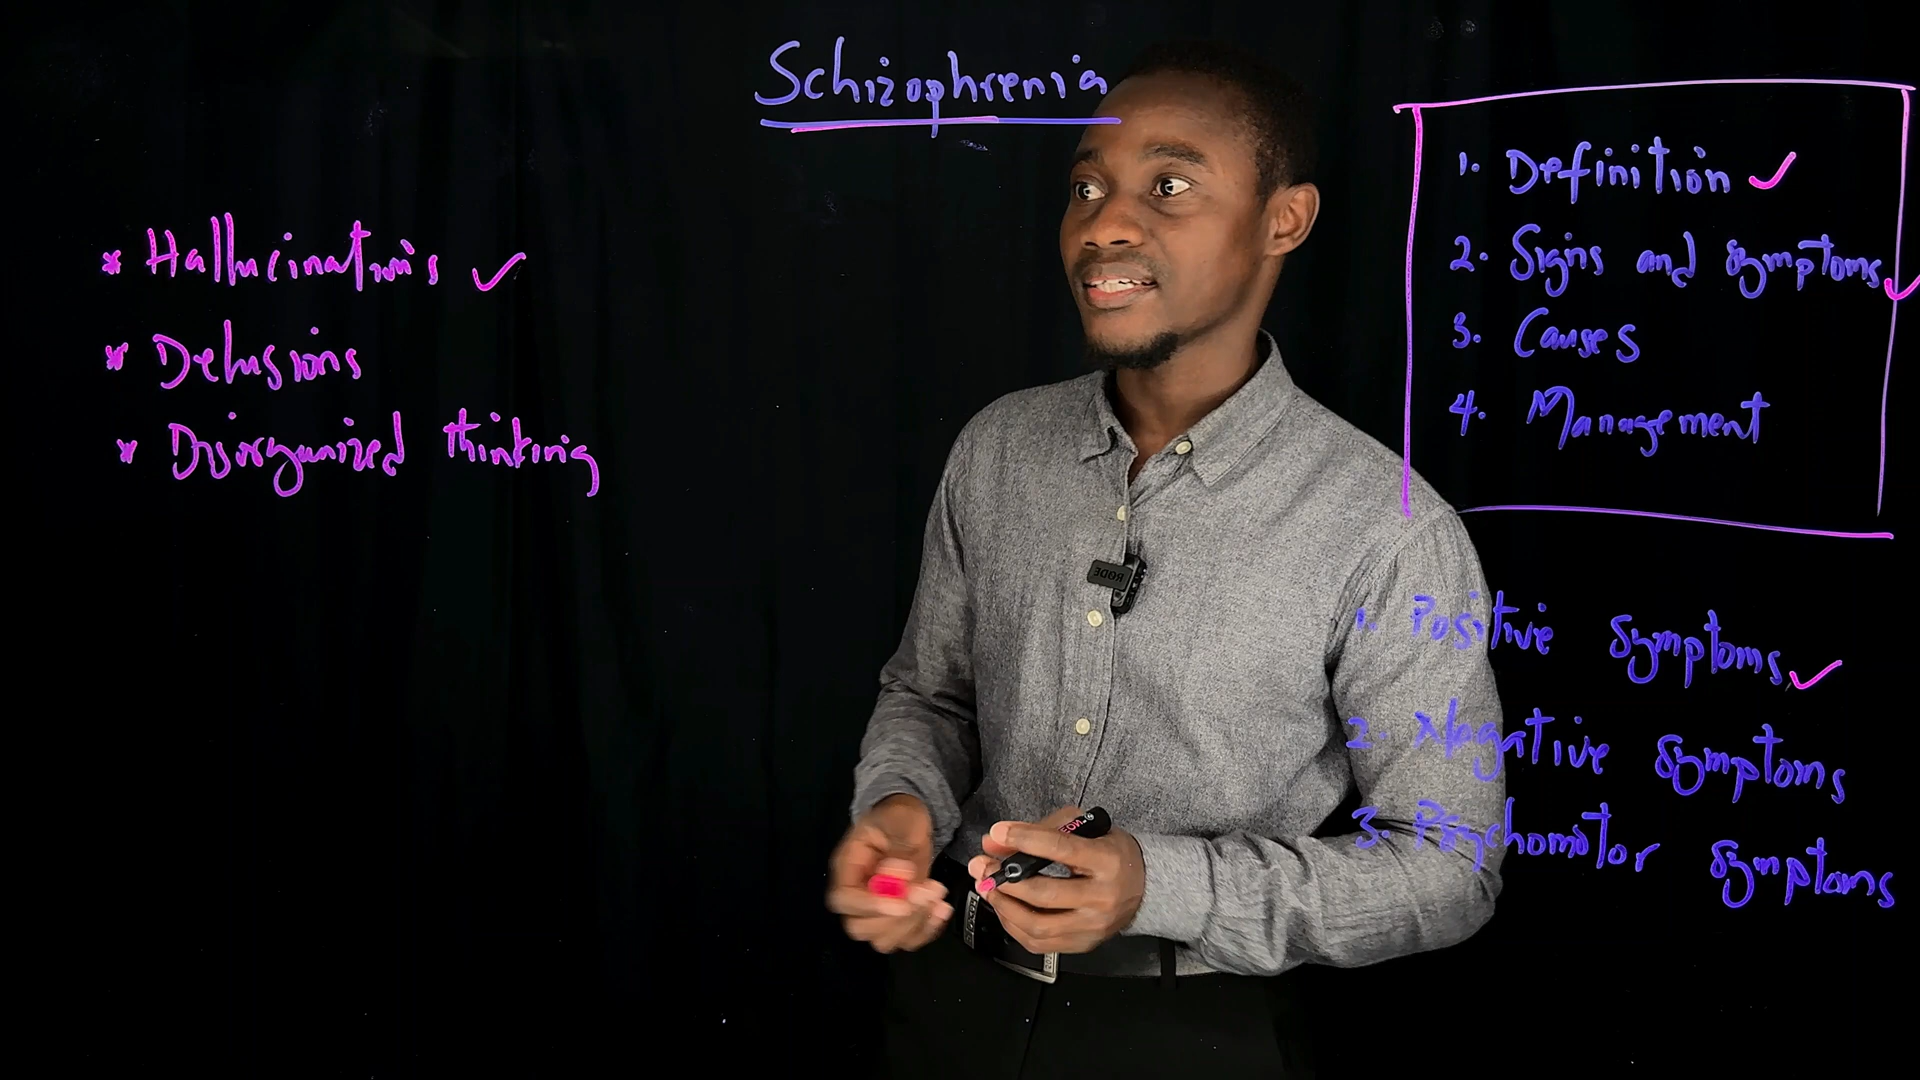 Schizophrenia
* Hallucinations ✓
* Delusions
* Disorganized thinking
1. Definition ✓
2. Signs and symptoms ✓
3. Causes
4. Management
RODE
1. Positive symptoms ✓
2. Negative symptoms
3. Psychomotor symptoms